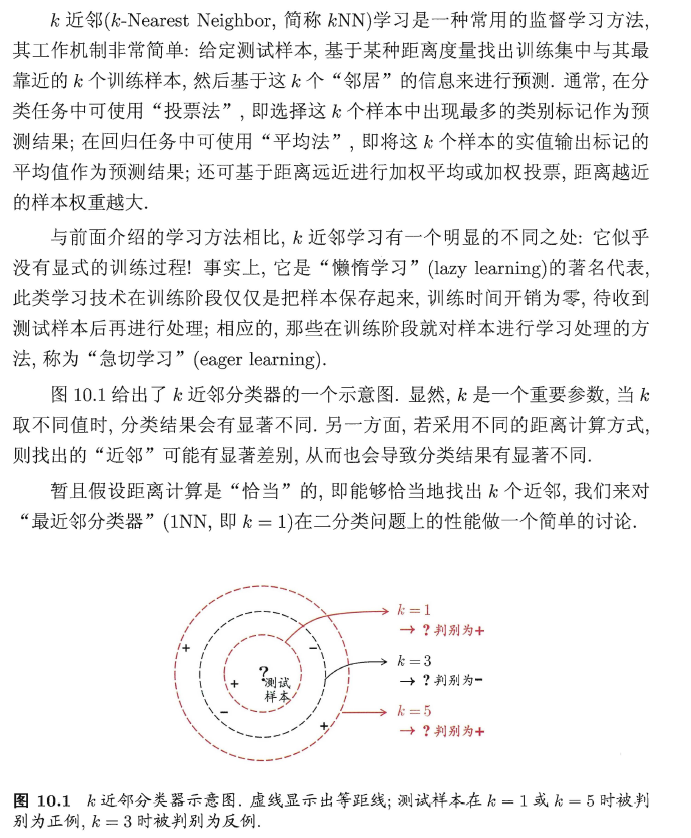 k 近邻(k-Nearest Neighbor, 简称 kNN)学习是一种常用的监督学习方法,
其工作机制非常简单: 给定测试样本, 基于某种距离度量找出训练集中与其最
靠近的 k 个训练样本, 然后基于这 k 个“邻居”的信息来进行预测. 通常, 在分
类任务中可使用“投票法”, 即选择这 k 个样本中出现最多的类别标记作为预
测结果; 在回归任务中可使用“平均法”, 即将这 k 个样本的实值输出标记的
平均值作为预测结果; 还可基于距离远近进行加权平均或加权投票, 距离越近
的样本权重越大.
与前面介绍的学习方法相比, k 近邻学习有一个明显的不同之处: 它似乎
没有显式的训练过程! 事实上, 它是“懒惰学习”(lazy learning)的著名代表,
此类学习技术在训练阶段仅仅是把样本保存起来, 训练时间开销为零, 待收到
测试样本后再进行处理; 相应的, 那些在训练阶段就对样本进行学习处理的方
法, 称为“急切学习”(eager learning).
图 10.1 给出了 k 近邻分类器的一个示意图. 显然, k 是一个重要参数, 当 k
取不同值时, 分类结果会有显著不同. 另一方面, 若采用不同的距离计算方式,
则找出的“近邻”可能有显著差别, 从而也会导致分类结果有显著不同.
暂且假设距离计算是“恰当”的, 即能够恰当地找出 k 个近邻, 我们来对
“最近邻分类器”(1NN, 即 k = 1)在二分类问题上的性能做一个简单的讨论.
k = 1
→ ? 判别为+
k = 3
→ ? 判别为−
k = 5
→ ? 判别为+
+
−
?
+
测试
样本
−
+
图 10.1 k 近邻分类器示意图. 虚线显示出等距线; 测试样本在 k = 1 或 k = 5 时被判
别为正例, k = 3 时被判别为反例.